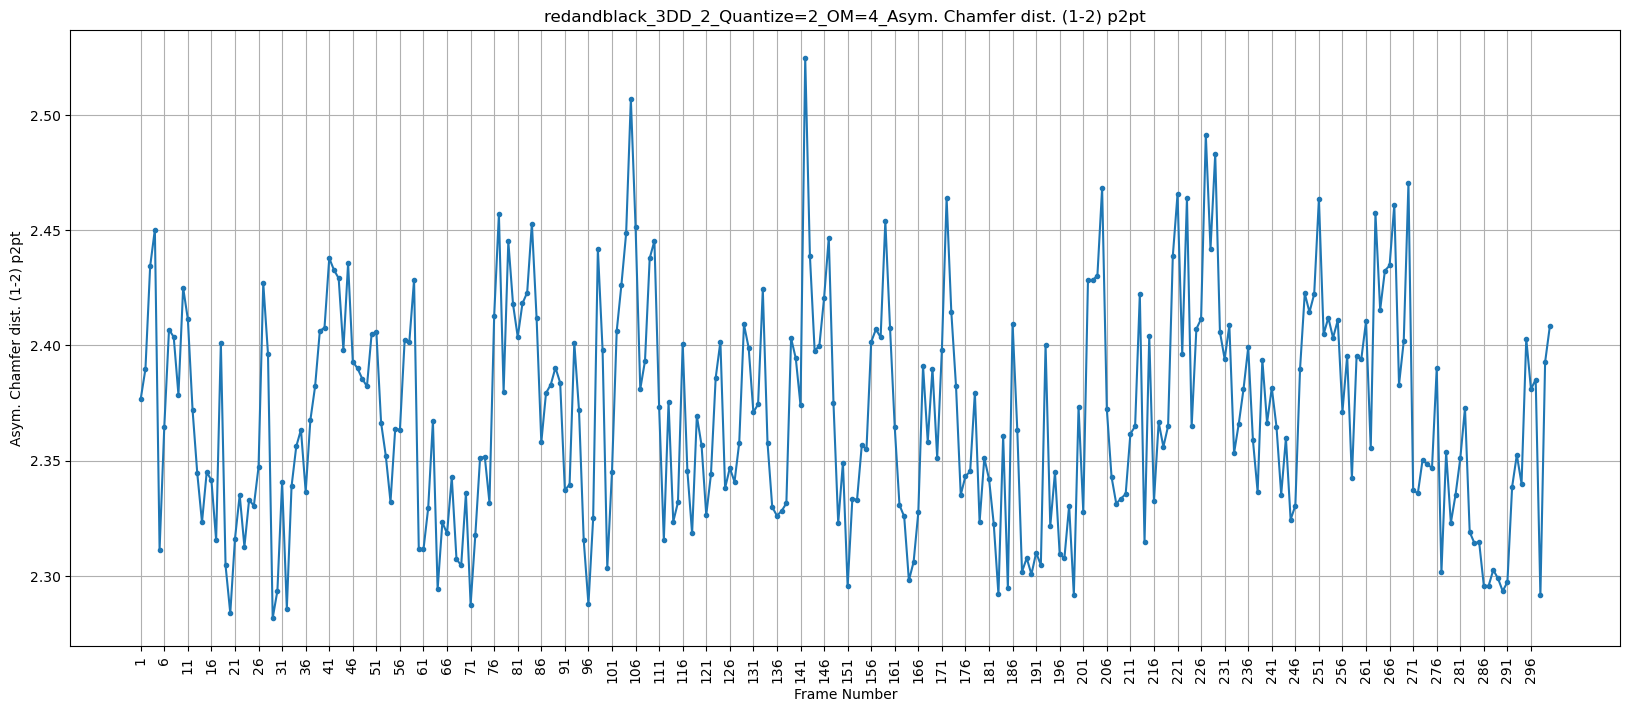 redandblack_3DD_2_Quantize=2_OM=4_Asym. Chamfer dist. (1-2) p2pt
Asym. Chamfer dist. (1-2) p2pt
2.50
2.45
2.40
2.35
2.30
1 6 11 16 21 26 31 36 41 46 51 56 61 66 71 76 81 86 91 96 101 106 111 116 121 126 131 136 141 146 151 156 161 166 171 176 181 186 191 196 201 206 211 216 221 226 231 236 241 246 251 256 261 266 271 276 281 286 291 296
Frame Number